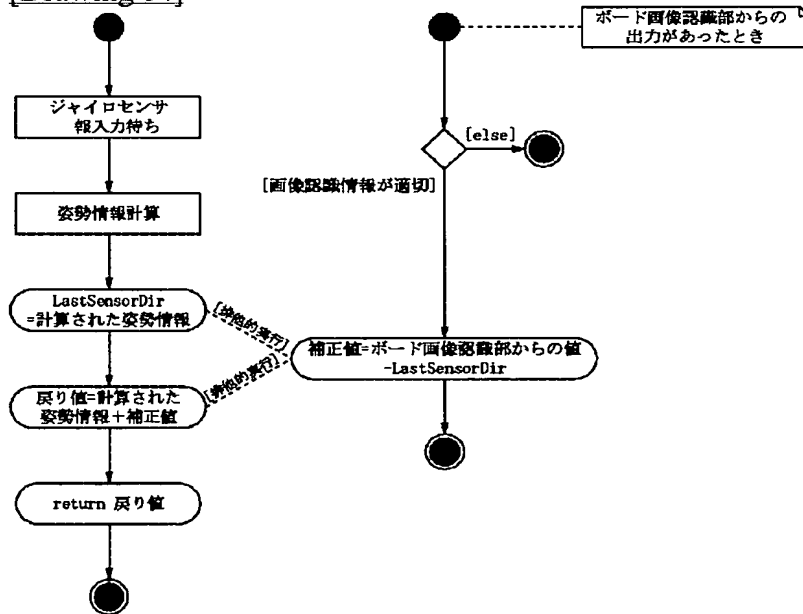 [Drawing 14]
ボード画像認識部からの
出力があったとき
ジャイロセンサ
報入力待ち
[else]
[画像認識情報が適切]
姿勢情報計算
LastSensorDir
=計算された姿勢情報
[排他的実行]
補正値=ボード画像認識部からの値
-LastSensorDir
[排他的実行]
戻り値=計算された
姿勢情報+補正値
return 戻り値